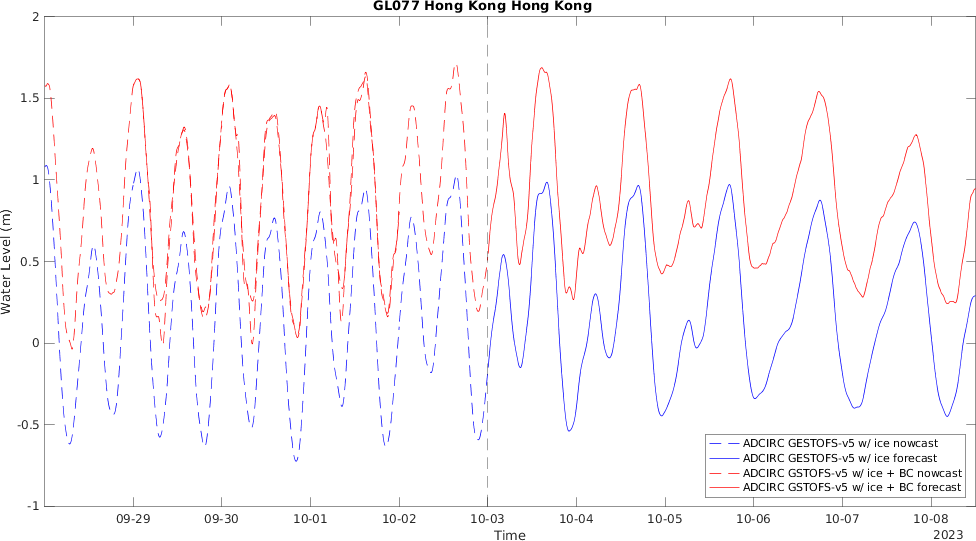 GL077 Hong Kong Hong Kong
2
1.5
1
0.5
0
-0.5
-1
Water Level (m)
ADCIRC GESTOFS-v5 w/ ice nowcast
ADCIRC GESTOFS-v5 w/ ice forecast
ADCIRC GSTOFS-v5 w/ ice + BC nowcast
ADCIRC GSTOFS-v5 w/ ice + BC forecast
09-29 09-30 10-01 10-02 10-03 10-04 10-05 10-06 10-07 10-08
Time
2023